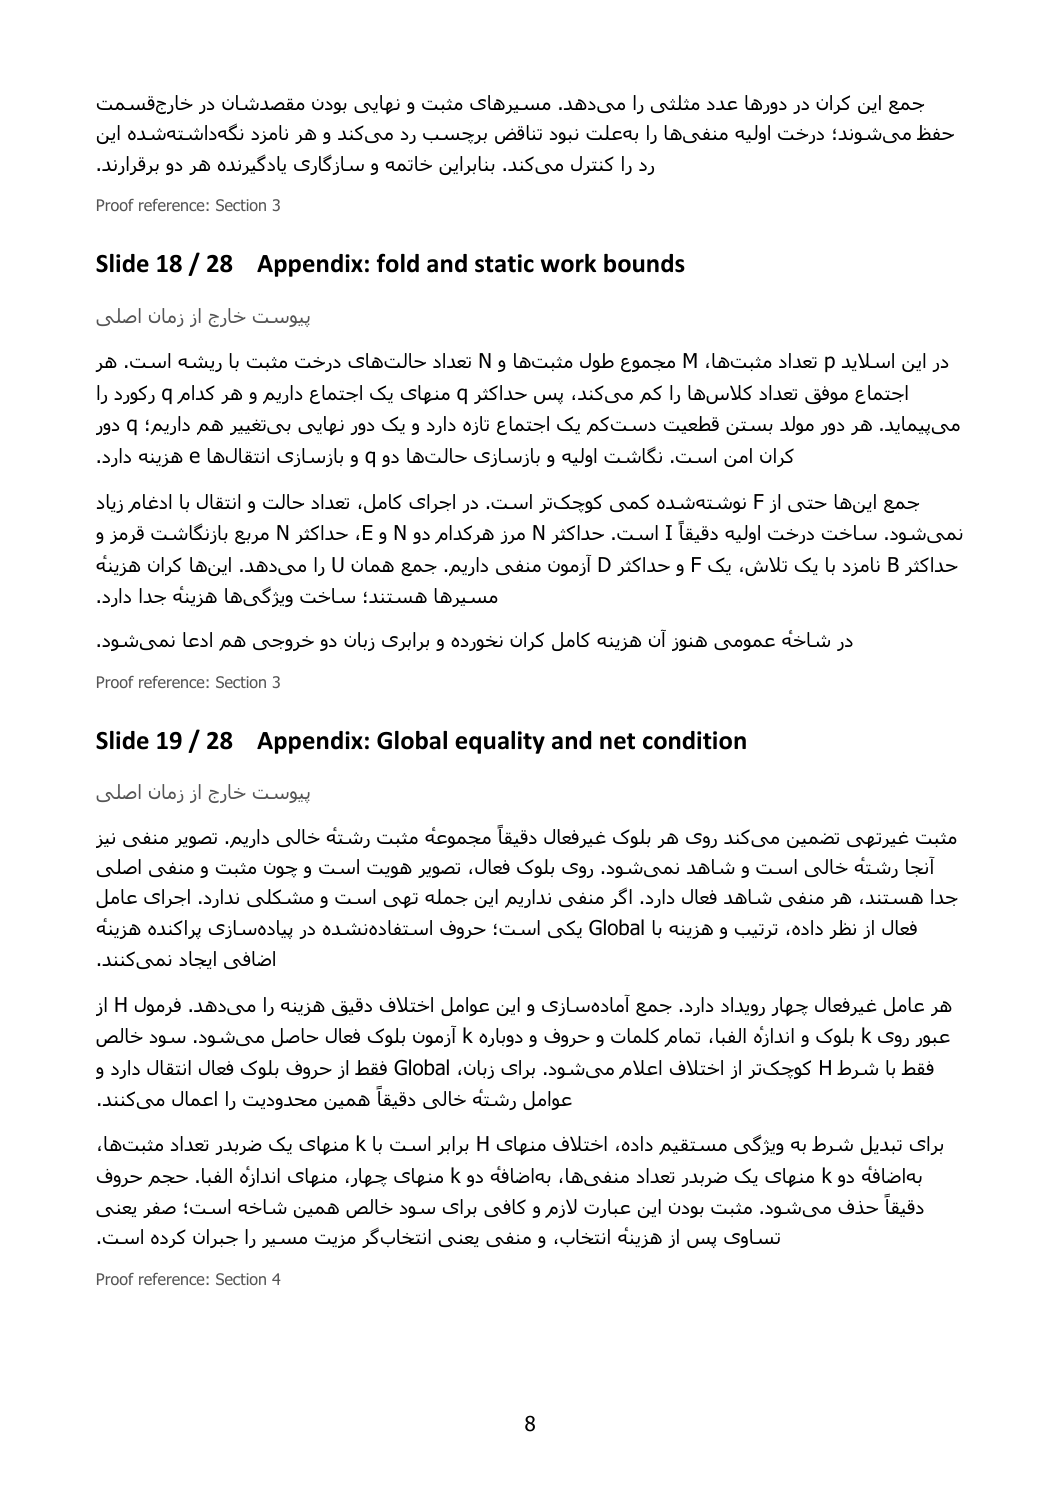 جمع این کران در دورها عدد مثلثی را می‌دهد. مسیرهای مثبت و نهایی بودن مقصدشان در خارج‌قسمت
حفظ می‌شوند؛ درخت اولیه منفی‌ها را به‌علت نبود تناقض برچسب رد می‌کند و هر نامزد نگه‌داشته‌شده این
رد را کنترل می‌کند. بنابراین خاتمه و سازگاری یادگیرنده هر دو برقرارند.
Proof reference: Section 3
Slide 18 / 28 Appendix: fold and static work bounds
پیوست خارج از زمان اصلی
در این اسلاید p تعداد مثبت‌ها، M مجموع طول مثبت‌ها و N تعداد حالت‌های درخت مثبت با ریشه است. هر
اجتماع موفق تعداد کلاس‌ها را کم می‌کند، پس حداکثر q منهای یک اجتماع داریم و هر کدام q رکورد را
می‌پیماید. هر دور مولد بستن قطعیت دست‌کم یک اجتماع تازه دارد و یک دور نهایی بی‌تغییر هم داریم؛ q دور
کران امن است. نگاشت اولیه و بازسازی حالت‌ها دو q و بازسازی انتقال‌ها e هزینه دارد.
جمع این‌ها حتی از F نوشته‌شده کمی کوچک‌تر است. در اجرای کامل، تعداد حالت و انتقال با ادغام زیاد
نمی‌شود. ساخت درخت اولیه دقیقاً I است. حداکثر N مرز هرکدام دو N و E، حداکثر N مربع بازنگاشت قرمز و
حداکثر B نامزد با یک تلاش، یک F و حداکثر D آزمون منفی داریم. جمع همان U را می‌دهد. این‌ها کران هزینهٔ
مسیرها هستند؛ ساخت ویژگی‌ها هزینهٔ جدا دارد.
در شاخهٔ عمومی هنوز آن هزینه کامل کران نخورده و برابری زبان دو خروجی هم ادعا نمی‌شود.
Proof reference: Section 3
Slide 19 / 28 Appendix: Global equality and net condition
پیوست خارج از زمان اصلی
مثبت غیرتهی تضمین می‌کند روی هر بلوک غیرفعال دقیقاً مجموعهٔ مثبت رشتهٔ خالی داریم. تصویر منفی نیز
آنجا رشتهٔ خالی است و شاهد نمی‌شود. روی بلوک فعال، تصویر هویت است و چون مثبت و منفی اصلی
جدا هستند، هر منفی شاهد فعال دارد. اگر منفی نداریم این جمله تهی است و مشکلی ندارد. اجرای عامل
فعال از نظر داده، ترتیب و هزینه با Global یکی است؛ حروف استفاده‌نشده در پیاده‌سازی پراکنده هزینهٔ
اضافی ایجاد نمی‌کنند.
هر عامل غیرفعال چهار رویداد دارد. جمع آماده‌سازی و این عوامل اختلاف دقیق هزینه را می‌دهد. فرمول H از
عبور روی k بلوک و اندازهٔ الفبا، تمام کلمات و حروف و دوباره k آزمون بلوک فعال حاصل می‌شود. سود خالص
فقط با شرط H کوچک‌تر از اختلاف اعلام می‌شود. برای زبان، Global فقط از حروف بلوک فعال انتقال دارد و
عوامل رشتهٔ خالی دقیقاً همین محدودیت را اعمال می‌کنند.
برای تبدیل شرط به ویژگی مستقیم داده، اختلاف منهای H برابر است با k منهای یک ضربدر تعداد مثبت‌ها،
به‌اضافهٔ دو k منهای یک ضربدر تعداد منفی‌ها، به‌اضافهٔ دو k منهای چهار، منهای اندازهٔ الفبا. حجم حروف
دقیقاً حذف می‌شود. مثبت بودن این عبارت لازم و کافی برای سود خالص همین شاخه است؛ صفر یعنی
تساوی پس از هزینهٔ انتخاب، و منفی یعنی انتخاب‌گر مزیت مسیر را جبران کرده است.
Proof reference: Section 4
8